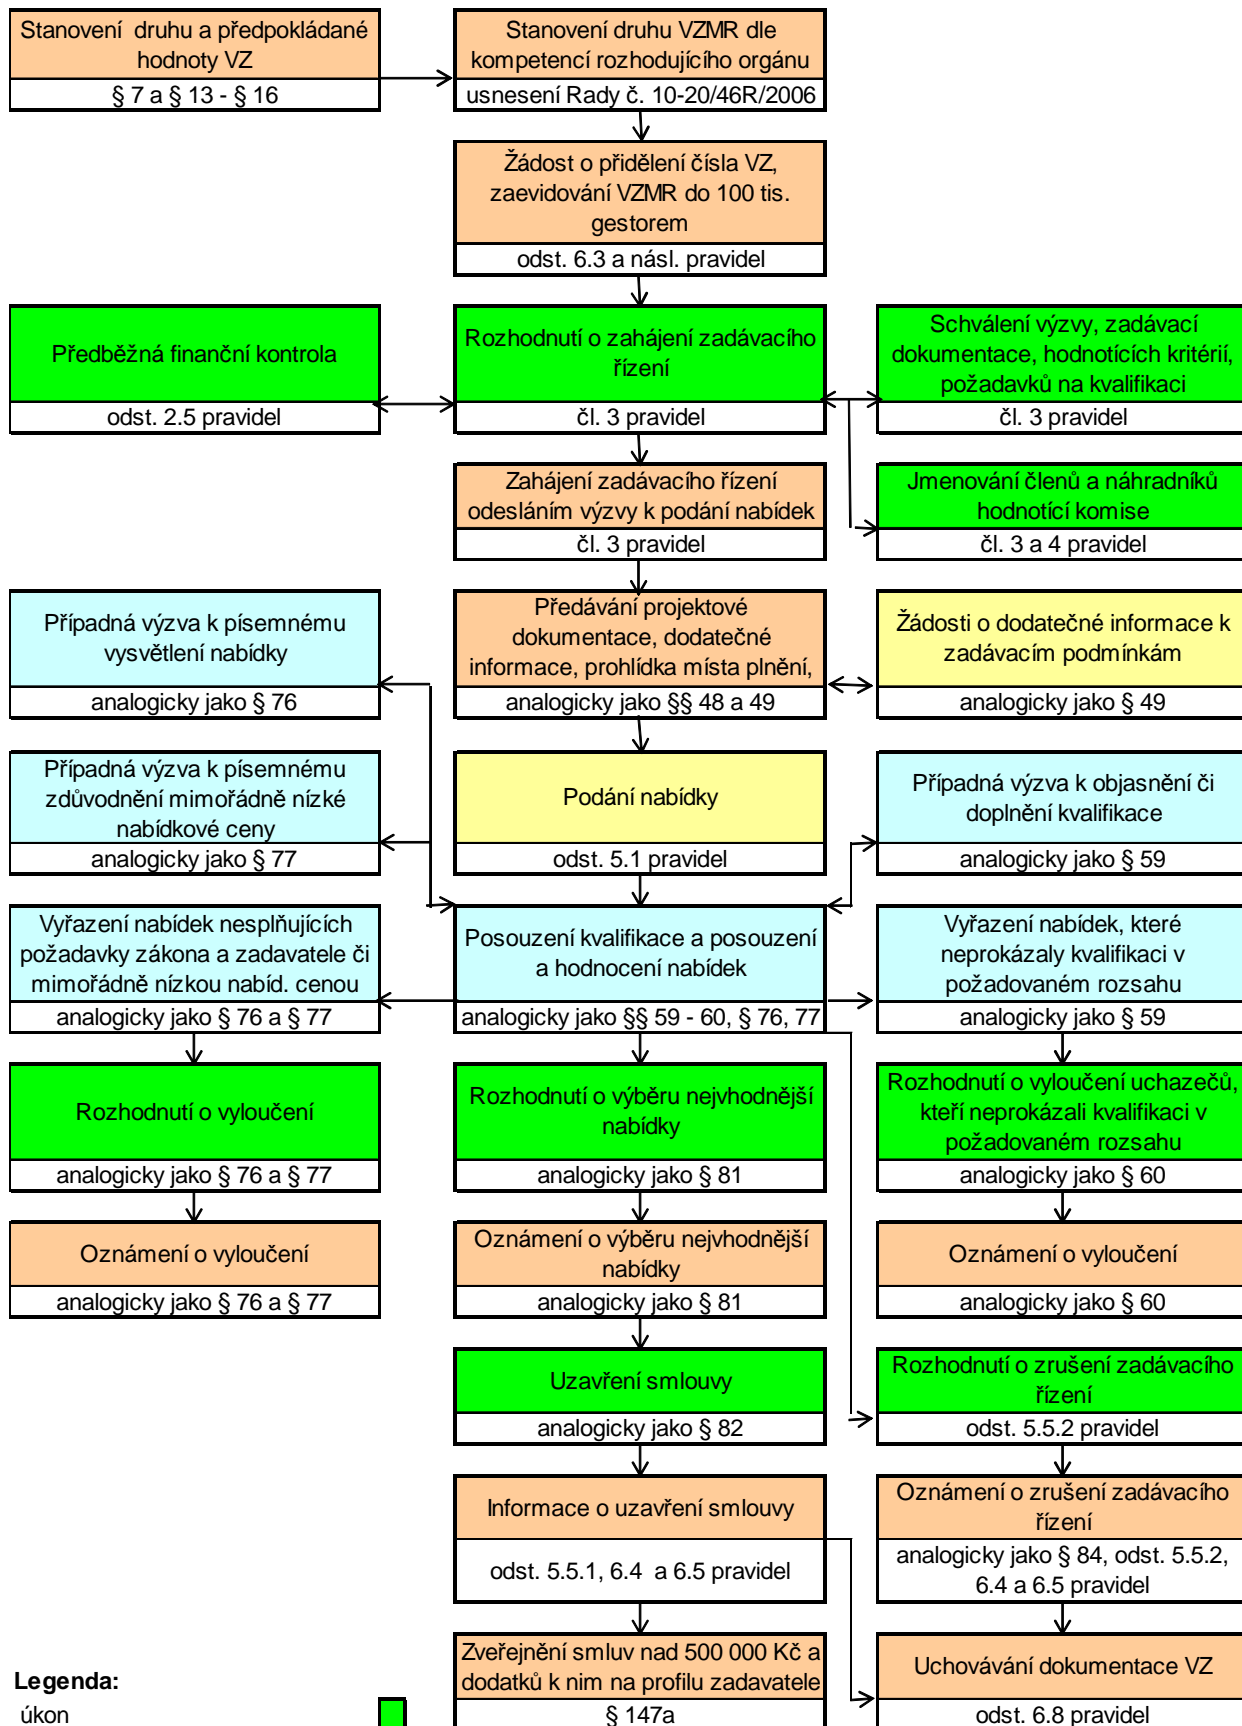 Stanovení druhu a předpokládané
hodnoty VZ
§ 7 a § 13 - § 16
Stanovení druhu VZMR dle
kompetencí rozhodujícího orgánu
usnesení Rady č. 10-20/46R/2006
Žádost o přidělení čísla VZ,
zaevidování VZMR do 100 tis.
gestorem
odst. 6.3 a násl. pravidel
Předběžná finanční kontrola
odst. 2.5 pravidel
Rozhodnutí o zahájení zadávacího
řízení
čl. 3 pravidel
Schválení výzvy, zadávací
dokumentace, hodnotících kritérií,
požadavků na kvalifikaci
čl. 3 pravidel
Zahájení zadávacího řízení
odesláním výzvy k podání nabídek
čl. 3 pravidel
Jmenování členů a náhradníků
hodnotící komise
čl. 3 a 4 pravidel
Případná výzva k písemnému
vysvětlení nabídky
analogicky jako § 76
Předávání projektové
dokumentace, dodatečné
informace, prohlídka místa plnění,
analogicky jako §§ 48 a 49
Žádosti o dodatečné informace k
zadávacím podmínkám
analogicky jako § 49
Případná výzva k písemnému
zdůvodnění mimořádně nízké
nabídkové ceny
analogicky jako § 77
Podání nabídky
odst. 5.1 pravidel
Případná výzva k objasnění či
doplnění kvalifikace
analogicky jako § 59
Vyřazení nabídek nesplňujících
požadavky zákona a zadavatele či
mimořádně nízkou nabíd. cenou
analogicky jako § 76 a § 77
Posouzení kvalifikace a posouzení
a hodnocení nabídek
analogicky jako §§ 59 - 60, § 76, 77
Vyřazení nabídek, které
neprokázaly kvalifikaci v
požadovaném rozsahu
analogicky jako § 59
Rozhodnutí o vyloučení
analogicky jako § 76 a § 77
Rozhodnutí o výběru nejvhodnější
nabídky
analogicky jako § 81
Rozhodnutí o vyloučení uchazečů,
kteří neprokázali kvalifikaci v
požadovaném rozsahu
analogicky jako § 60
Oznámení o vyloučení
analogicky jako § 76 a § 77
Oznámení o výběru nejvhodnější
nabídky
analogicky jako § 81
Oznámení o vyloučení
analogicky jako § 60
Uzavření smlouvy
analogicky jako § 82
Rozhodnutí o zrušení zadávacího
řízení
odst. 5.5.2 pravidel
Informace o uzavření smlouvy
odst. 5.5.1, 6.4 a 6.5 pravidel
Oznámení o zrušení zadávacího
řízení
analogicky jako § 84, odst. 5.5.2,
6.4 a 6.5 pravidel
Zveřejnění smluv nad 500 000 Kč a
dodatků k nim na profilu zadavatele
§ 147a
Uchovávání dokumentace VZ
odst. 6.8 pravidel
Legenda:
úkon